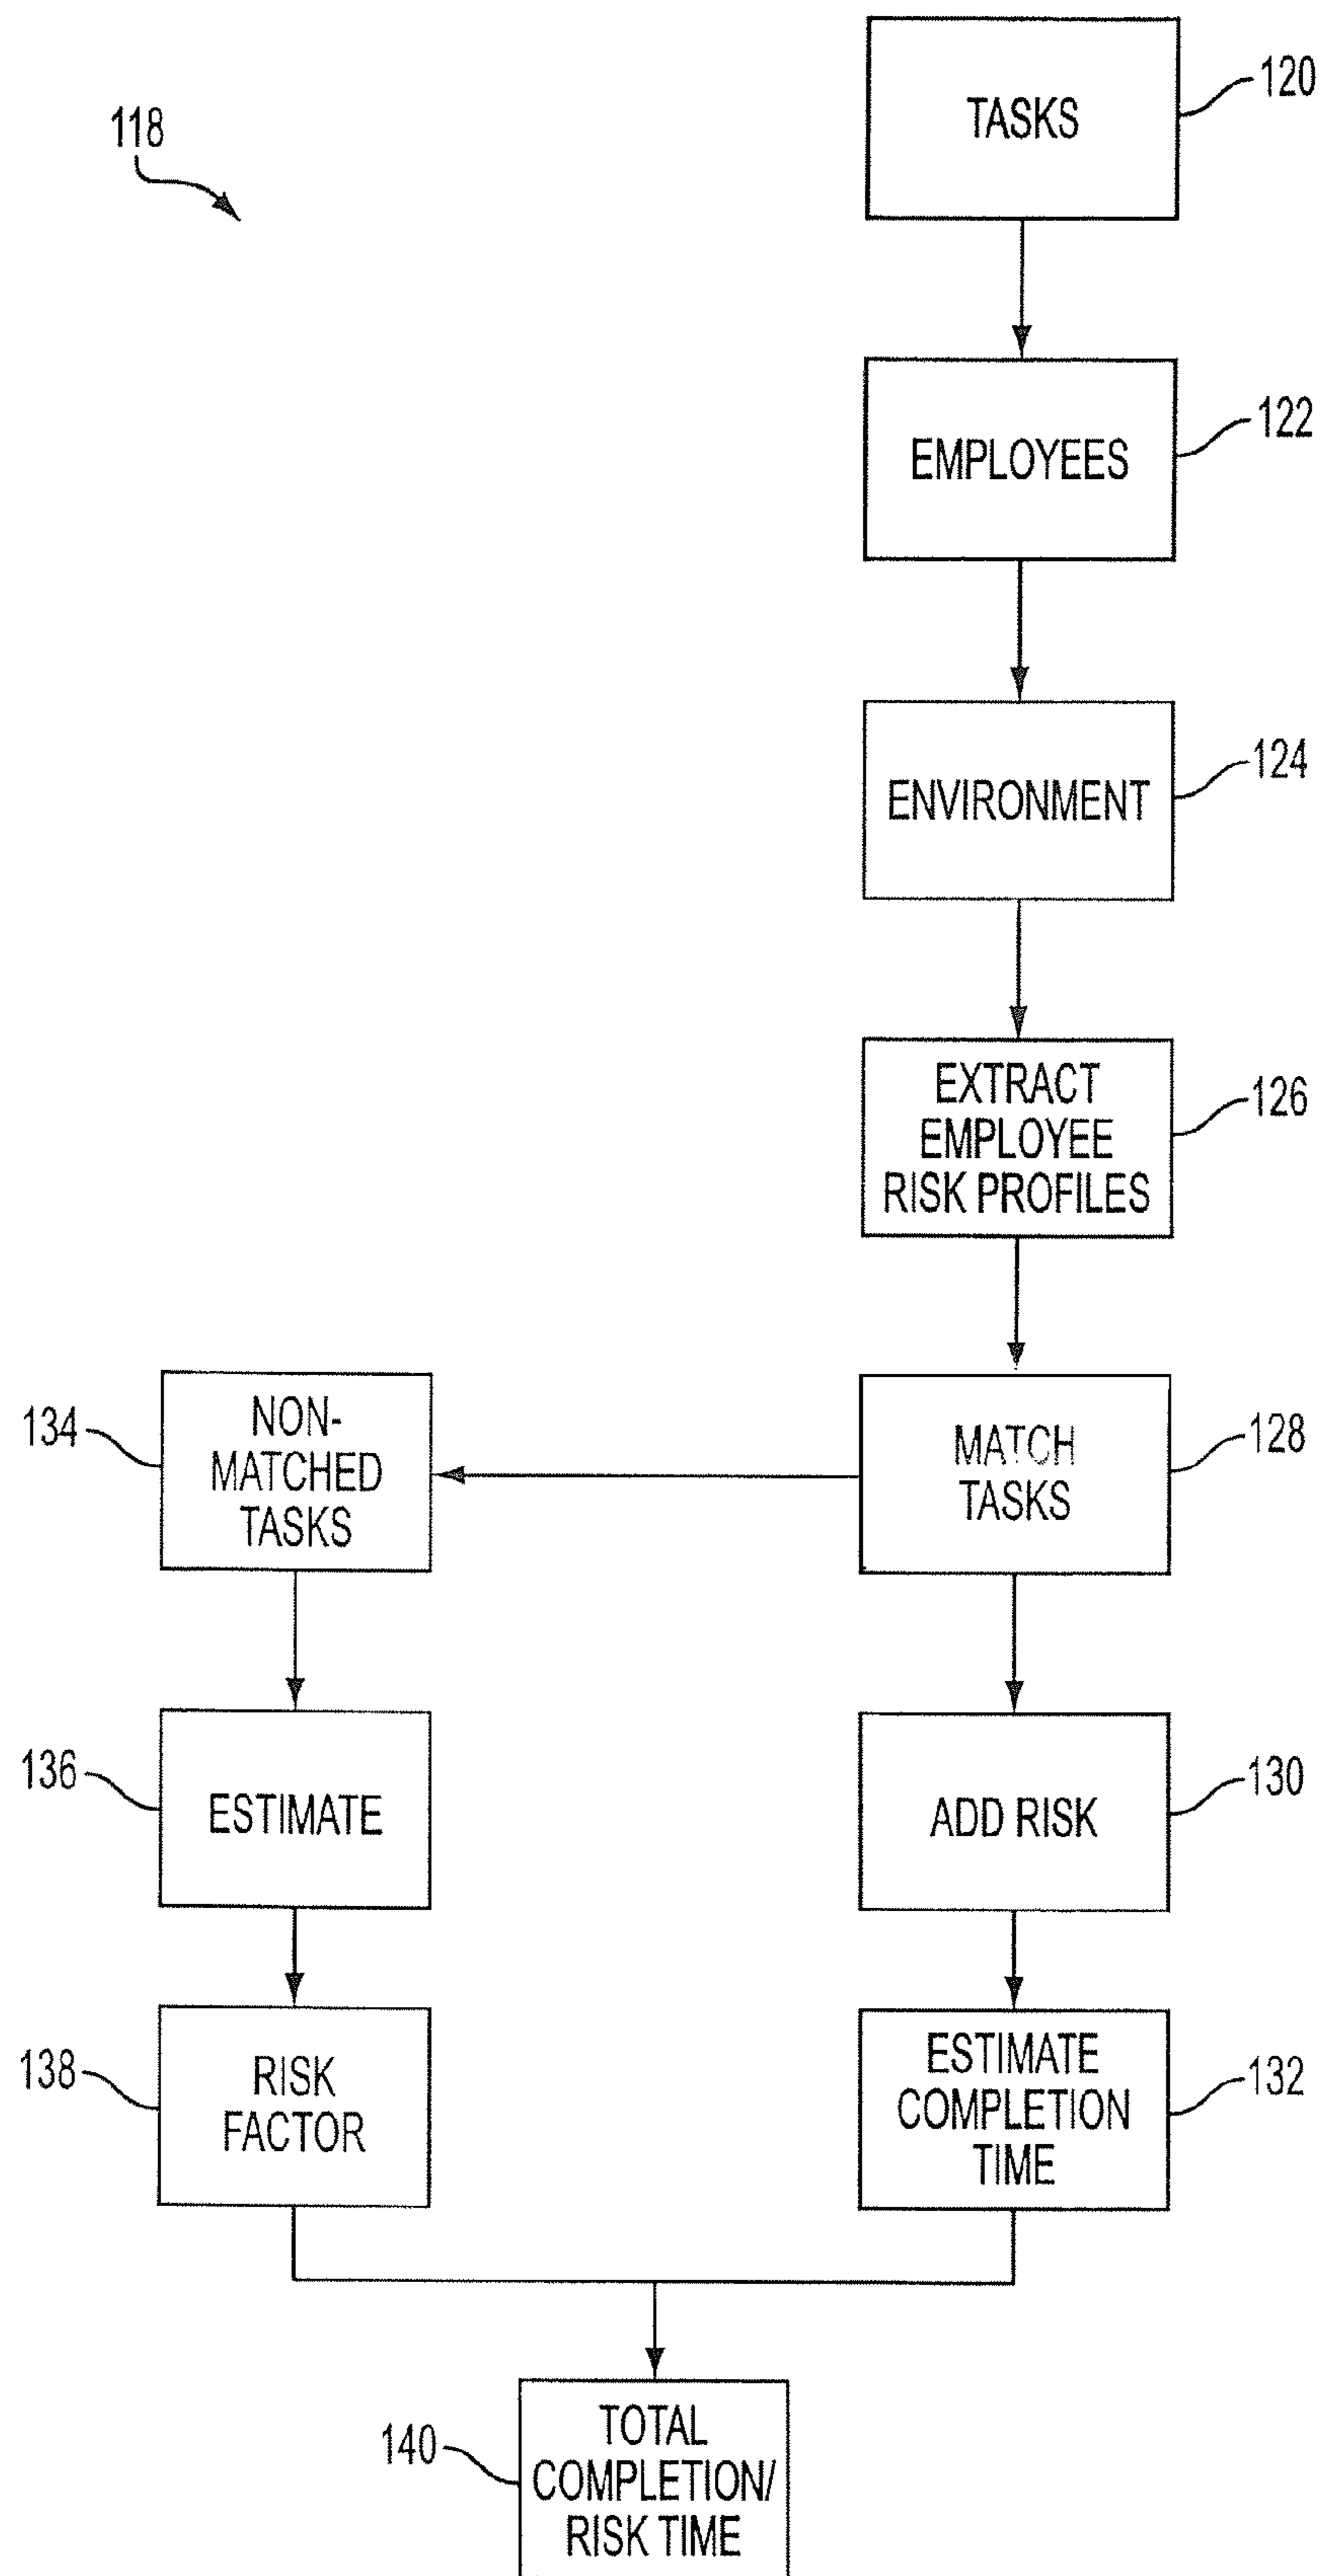 118
TASKS
120
EMPLOYEES
122
ENVIRONMENT
124
EXTRACT
EMPLOYEE
RISK PROFILES
126
134
NON-
MATCHED
TASKS
MATCH
TASKS
128
136
ESTIMATE
ADD RISK
130
138
RISK
FACTOR
ESTIMATE
COMPLETION
TIME
132
140
TOTAL
COMPLETION/
RISK TIME